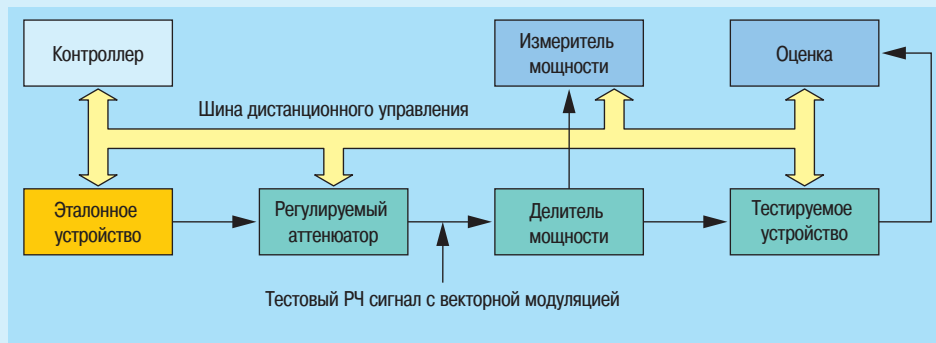 Контроллер
Измеритель
мощности
Оценка
Шина дистанционного управления
Эталонное
устройство
Регулируемый
аттенюатор
Делитель
мощности
Тестируемое
устройство
Тестовый РЧ сигнал с векторной модуляцией